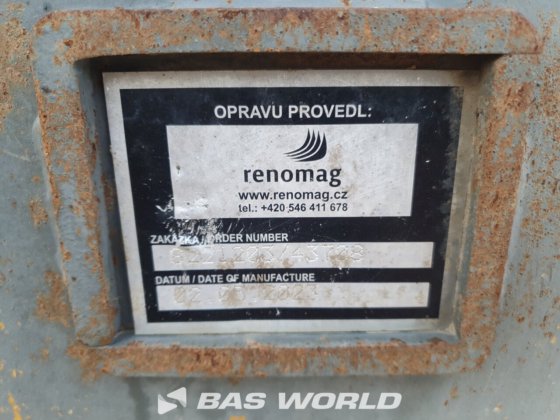 OPRAVU PROVEDL:
renomag
www.renomag.cz
tel.: +420 546 411 678
ZAKÁZKA / ORDER NUMBER
DATUM / DATE OF MANUFACTURE
BAS WORLD